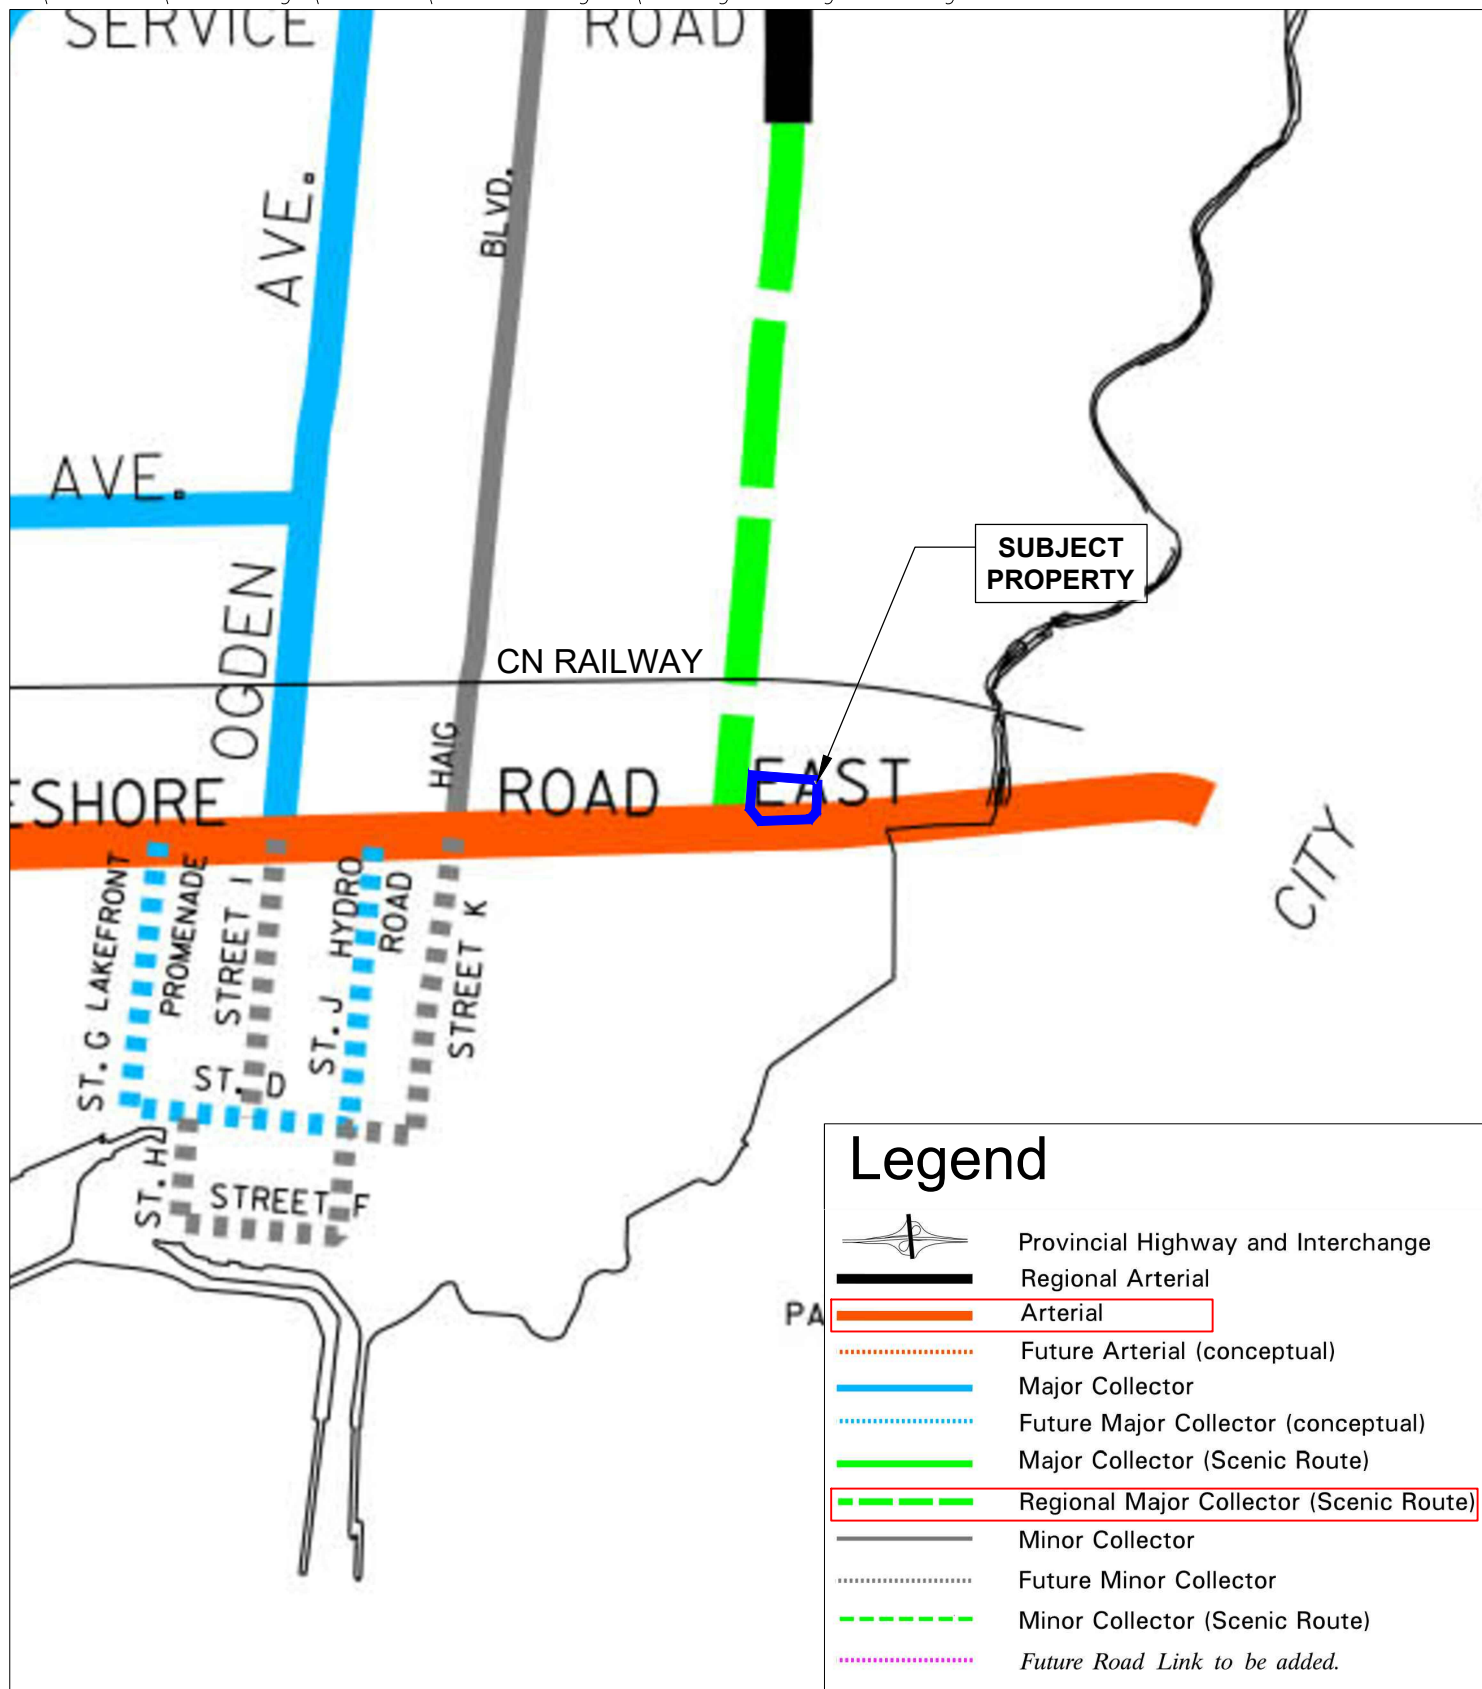 SERVICE ROAD
AVE.
BLVD.
AVE.
SUBJECT
PROPERTY
OGDEN
CN RAILWAY
HAIG
ESHORE ROAD EAST
CITY
ST. G LAKEFRONT
PROMENADE
STREET I
ST. J HYDRO
ROAD
STREET K
ST. D
ST. H
STREET F
PA
Legend
Provincial Highway and Interchange
Regional Arterial
Arterial
Future Arterial (conceptual)
Major Collector
Future Major Collector (conceptual)
Major Collector (Scenic Route)
Regional Major Collector (Scenic Route)
Minor Collector
Future Minor Collector
Minor Collector (Scenic Route)
Future Road Link to be added.